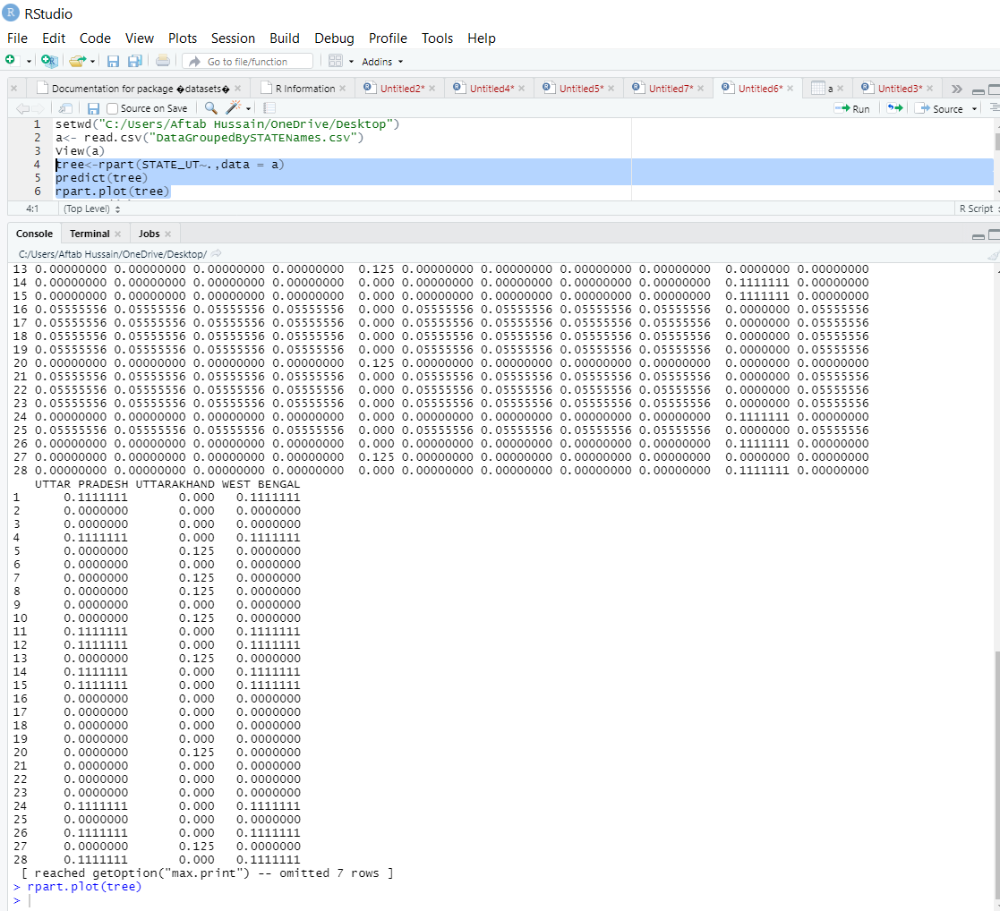 RStudio
File Edit Code View Plots Session Build Debug Profile Tools Help
Go to file/function Addins
Documentation for package �datasets� R Information Untitled2* Untitled4* Untitled5* Untitled7* Untitled6* a Untitled3*
Source on Save Run Source
1 setwd("C:/Users/Aftab Hussain/OneDrive/Desktop")
2 a<- read.csv("DataGroupedBySTATENames.csv")
3 View(a)
4 tree<-rpart(STATE_UT~.,data = a)
5 predict(tree)
6 rpart.plot(tree)
4:1 (Top Level) R Script
Console Terminal Jobs
C:/Users/Aftab Hussain/OneDrive/Desktop/
13 0.00000000 0.00000000 0.00000000 0.00000000 0.125 0.00000000 0.00000000 0.00000000 0.00000000 0.0000000 0.00000000
14 0.00000000 0.00000000 0.00000000 0.00000000 0.000 0.00000000 0.00000000 0.00000000 0.00000000 0.1111111 0.00000000
15 0.00000000 0.00000000 0.00000000 0.00000000 0.000 0.00000000 0.00000000 0.00000000 0.00000000 0.1111111 0.00000000
16 0.05555556 0.05555556 0.05555556 0.05555556 0.000 0.05555556 0.05555556 0.05555556 0.05555556 0.0000000 0.05555556
17 0.05555556 0.05555556 0.05555556 0.05555556 0.000 0.05555556 0.05555556 0.05555556 0.05555556 0.0000000 0.05555556
18 0.05555556 0.05555556 0.05555556 0.05555556 0.000 0.05555556 0.05555556 0.05555556 0.05555556 0.0000000 0.05555556
19 0.05555556 0.05555556 0.05555556 0.05555556 0.000 0.05555556 0.05555556 0.05555556 0.05555556 0.0000000 0.05555556
20 0.00000000 0.00000000 0.00000000 0.00000000 0.125 0.00000000 0.00000000 0.00000000 0.00000000 0.0000000 0.00000000
21 0.05555556 0.05555556 0.05555556 0.05555556 0.000 0.05555556 0.05555556 0.05555556 0.05555556 0.0000000 0.05555556
22 0.05555556 0.05555556 0.05555556 0.05555556 0.000 0.05555556 0.05555556 0.05555556 0.05555556 0.0000000 0.05555556
23 0.05555556 0.05555556 0.05555556 0.05555556 0.000 0.05555556 0.05555556 0.05555556 0.05555556 0.0000000 0.05555556
24 0.00000000 0.00000000 0.00000000 0.00000000 0.000 0.00000000 0.00000000 0.00000000 0.00000000 0.1111111 0.00000000
25 0.05555556 0.05555556 0.05555556 0.05555556 0.000 0.05555556 0.05555556 0.05555556 0.05555556 0.0000000 0.05555556
26 0.00000000 0.00000000 0.00000000 0.00000000 0.000 0.00000000 0.00000000 0.00000000 0.00000000 0.1111111 0.00000000
27 0.00000000 0.00000000 0.00000000 0.00000000 0.125 0.00000000 0.00000000 0.00000000 0.00000000 0.0000000 0.00000000
28 0.00000000 0.00000000 0.00000000 0.00000000 0.000 0.00000000 0.00000000 0.00000000 0.00000000 0.1111111 0.00000000
UTTAR PRADESH UTTARAKHAND WEST BENGAL
1 0.1111111 0.000 0.1111111
2 0.0000000 0.000 0.0000000
3 0.0000000 0.000 0.0000000
4 0.1111111 0.000 0.1111111
5 0.0000000 0.125 0.0000000
6 0.0000000 0.000 0.0000000
7 0.0000000 0.125 0.0000000
8 0.0000000 0.125 0.0000000
9 0.0000000 0.000 0.0000000
10 0.0000000 0.125 0.0000000
11 0.1111111 0.000 0.1111111
12 0.1111111 0.000 0.1111111
13 0.0000000 0.125 0.0000000
14 0.1111111 0.000 0.1111111
15 0.1111111 0.000 0.1111111
16 0.0000000 0.000 0.0000000
17 0.0000000 0.000 0.0000000
18 0.0000000 0.000 0.0000000
19 0.0000000 0.000 0.0000000
20 0.0000000 0.125 0.0000000
21 0.0000000 0.000 0.0000000
22 0.0000000 0.000 0.0000000
23 0.0000000 0.000 0.0000000
24 0.1111111 0.000 0.1111111
25 0.0000000 0.000 0.0000000
26 0.1111111 0.000 0.1111111
27 0.0000000 0.125 0.0000000
28 0.1111111 0.000 0.1111111
[ reached getOption("max.print") -- omitted 7 rows ]
> rpart.plot(tree)
>